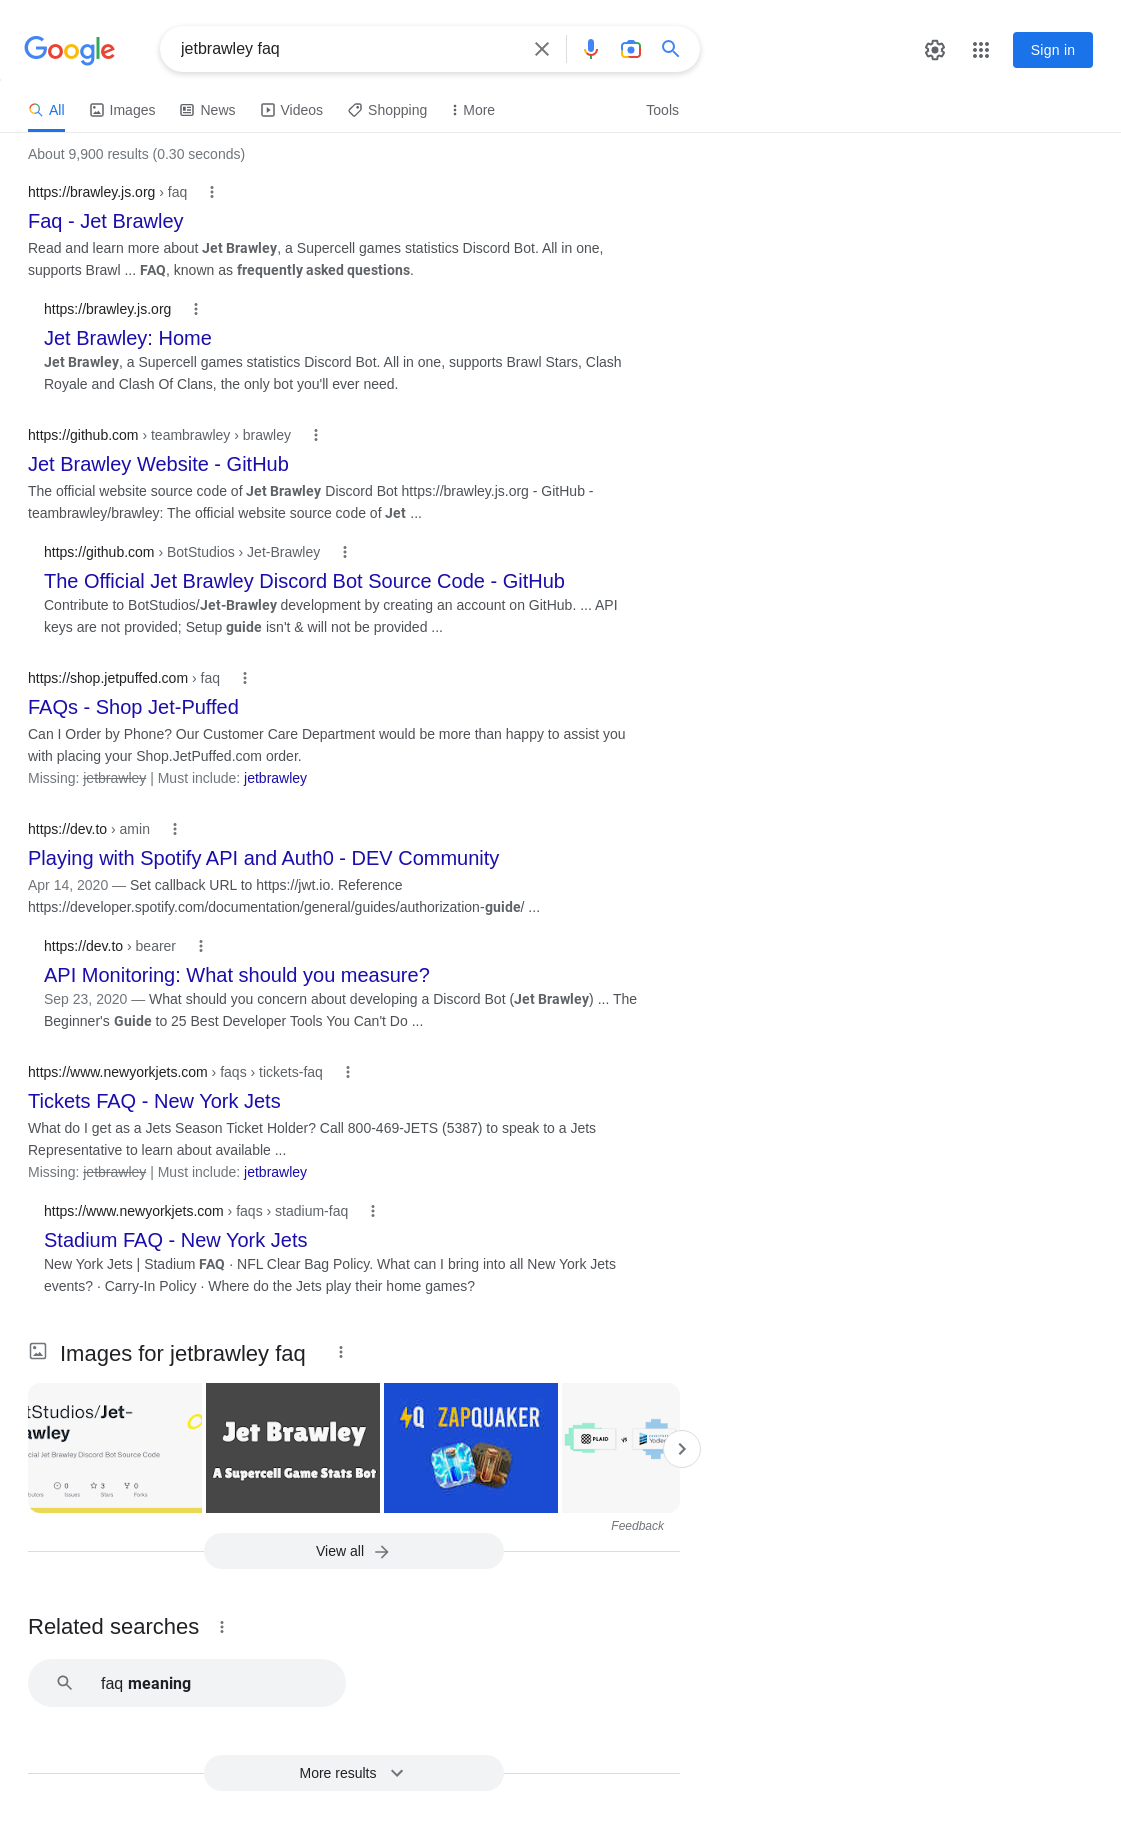 Google
jetbrawley faq
Sign in
All
Images
News
Videos
Shopping
More
Tools
About 9,900 results (0.30 seconds)
https://brawley.js.org › faq
Faq - Jet Brawley
Read and learn more about Jet Brawley, a Supercell games statistics Discord Bot. All in one,
supports Brawl ... FAQ, known as frequently asked questions.
https://brawley.js.org
Jet Brawley: Home
Jet Brawley, a Supercell games statistics Discord Bot. All in one, supports Brawl Stars, Clash
Royale and Clash Of Clans, the only bot you'll ever need.
https://github.com › teambrawley › brawley
Jet Brawley Website - GitHub
The official website source code of Jet Brawley Discord Bot https://brawley.js.org - GitHub -
teambrawley/brawley: The official website source code of Jet ...
https://github.com › BotStudios › Jet-Brawley
The Official Jet Brawley Discord Bot Source Code - GitHub
Contribute to BotStudios/Jet-Brawley development by creating an account on GitHub. ... API
keys are not provided; Setup guide isn't & will not be provided ...
https://shop.jetpuffed.com › faq
FAQs - Shop Jet-Puffed
Can I Order by Phone? Our Customer Care Department would be more than happy to assist you
with placing your Shop.JetPuffed.com order.
Missing: jetbrawley | Must include: jetbrawley
https://dev.to › amin
Playing with Spotify API and Auth0 - DEV Community
Apr 14, 2020 — Set callback URL to https://jwt.io. Reference
https://developer.spotify.com/documentation/general/guides/authorization-guide/ ...
https://dev.to › bearer
API Monitoring: What should you measure?
Sep 23, 2020 — What should you concern about developing a Discord Bot (Jet Brawley) ... The
Beginner's Guide to 25 Best Developer Tools You Can't Do ...
https://www.newyorkjets.com › faqs › tickets-faq
Tickets FAQ - New York Jets
What do I get as a Jets Season Ticket Holder? Call 800-469-JETS (5387) to speak to a Jets
Representative to learn about available ...
Missing: jetbrawley | Must include: jetbrawley
https://www.newyorkjets.com › faqs › stadium-faq
Stadium FAQ - New York Jets
New York Jets | Stadium FAQ · NFL Clear Bag Policy. What can I bring into all New York Jets
events? · Carry-In Policy · Where do the Jets play their home games?
Images for jetbrawley faq
tStudios/Jet-
awley
cial Jet Brawley Discord Bot Source Code
0
3
0
Issues
Stars
Forks
Jet Brawley
A Supercell Game Stats Bot
Q ZAPQUAKER
PLAID
vs
Feedback
View all
Related searches
faq meaning
More results